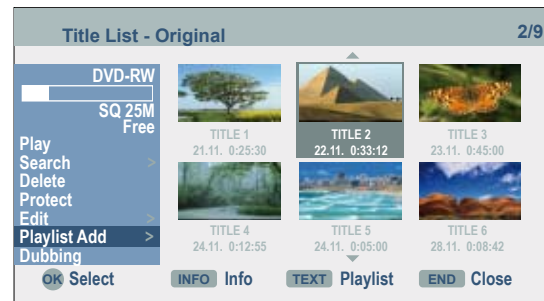 Title List - Original 2/9
DVD-RW
SQ 25M
Free
Play
Search >
Delete
Protect
Edit >
Playlist Add >
Dubbing
TITLE 1
21.11. 0:25:30
TITLE 2
22.11. 0:33:12
TITLE 3
23.11. 0:45:00
TITLE 4
24.11. 0:12:55
TITLE 5
24.11. 0:05:00
TITLE 6
28.11. 0:08:42
OK Select INFO Info TEXT Playlist END Close